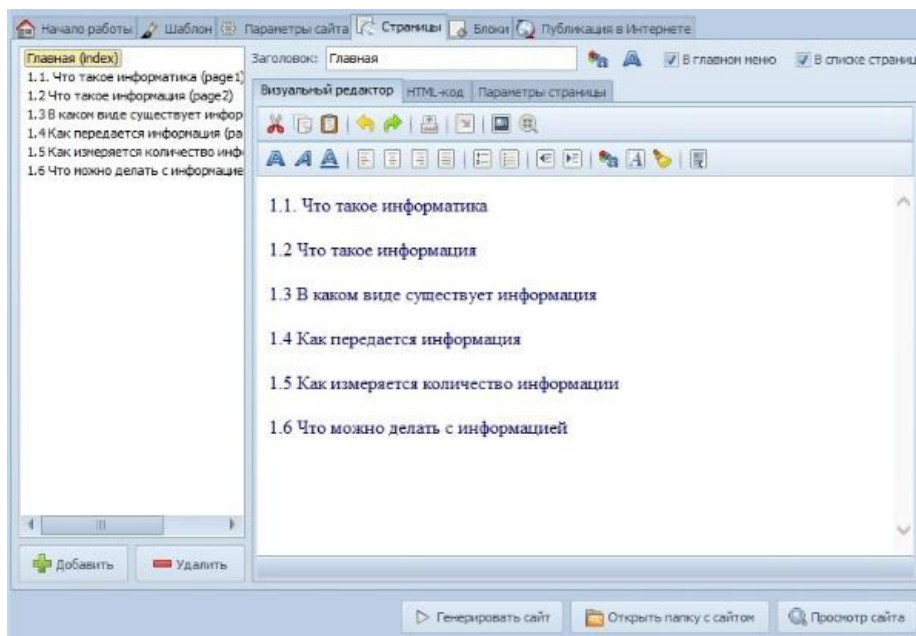 Начало работы Шаблон Параметры сайта Страницы Блоки Публикация в Интернете
Главная (index)
1.1. Что такое информатика (page1)
1.2 Что такое информация (page2)
1.3 В каком виде существует инфор
1.4 Как передается информация (pa
1.5 Как измеряется количество инф
1.6 Что можно делать с информацие
Добавить Удалить
Заголовок: Главная В главном меню В списке страниц
Визуальный редактор HTML-код Параметры страницы
1.1. Что такое информатика
1.2 Что такое информация
1.3 В каком виде существует информация
1.4 Как передается информация
1.5 Как измеряется количество информации
1.6 Что можно делать с информацией
Генерировать сайт Открыть папку с сайтом Просмотр сайта